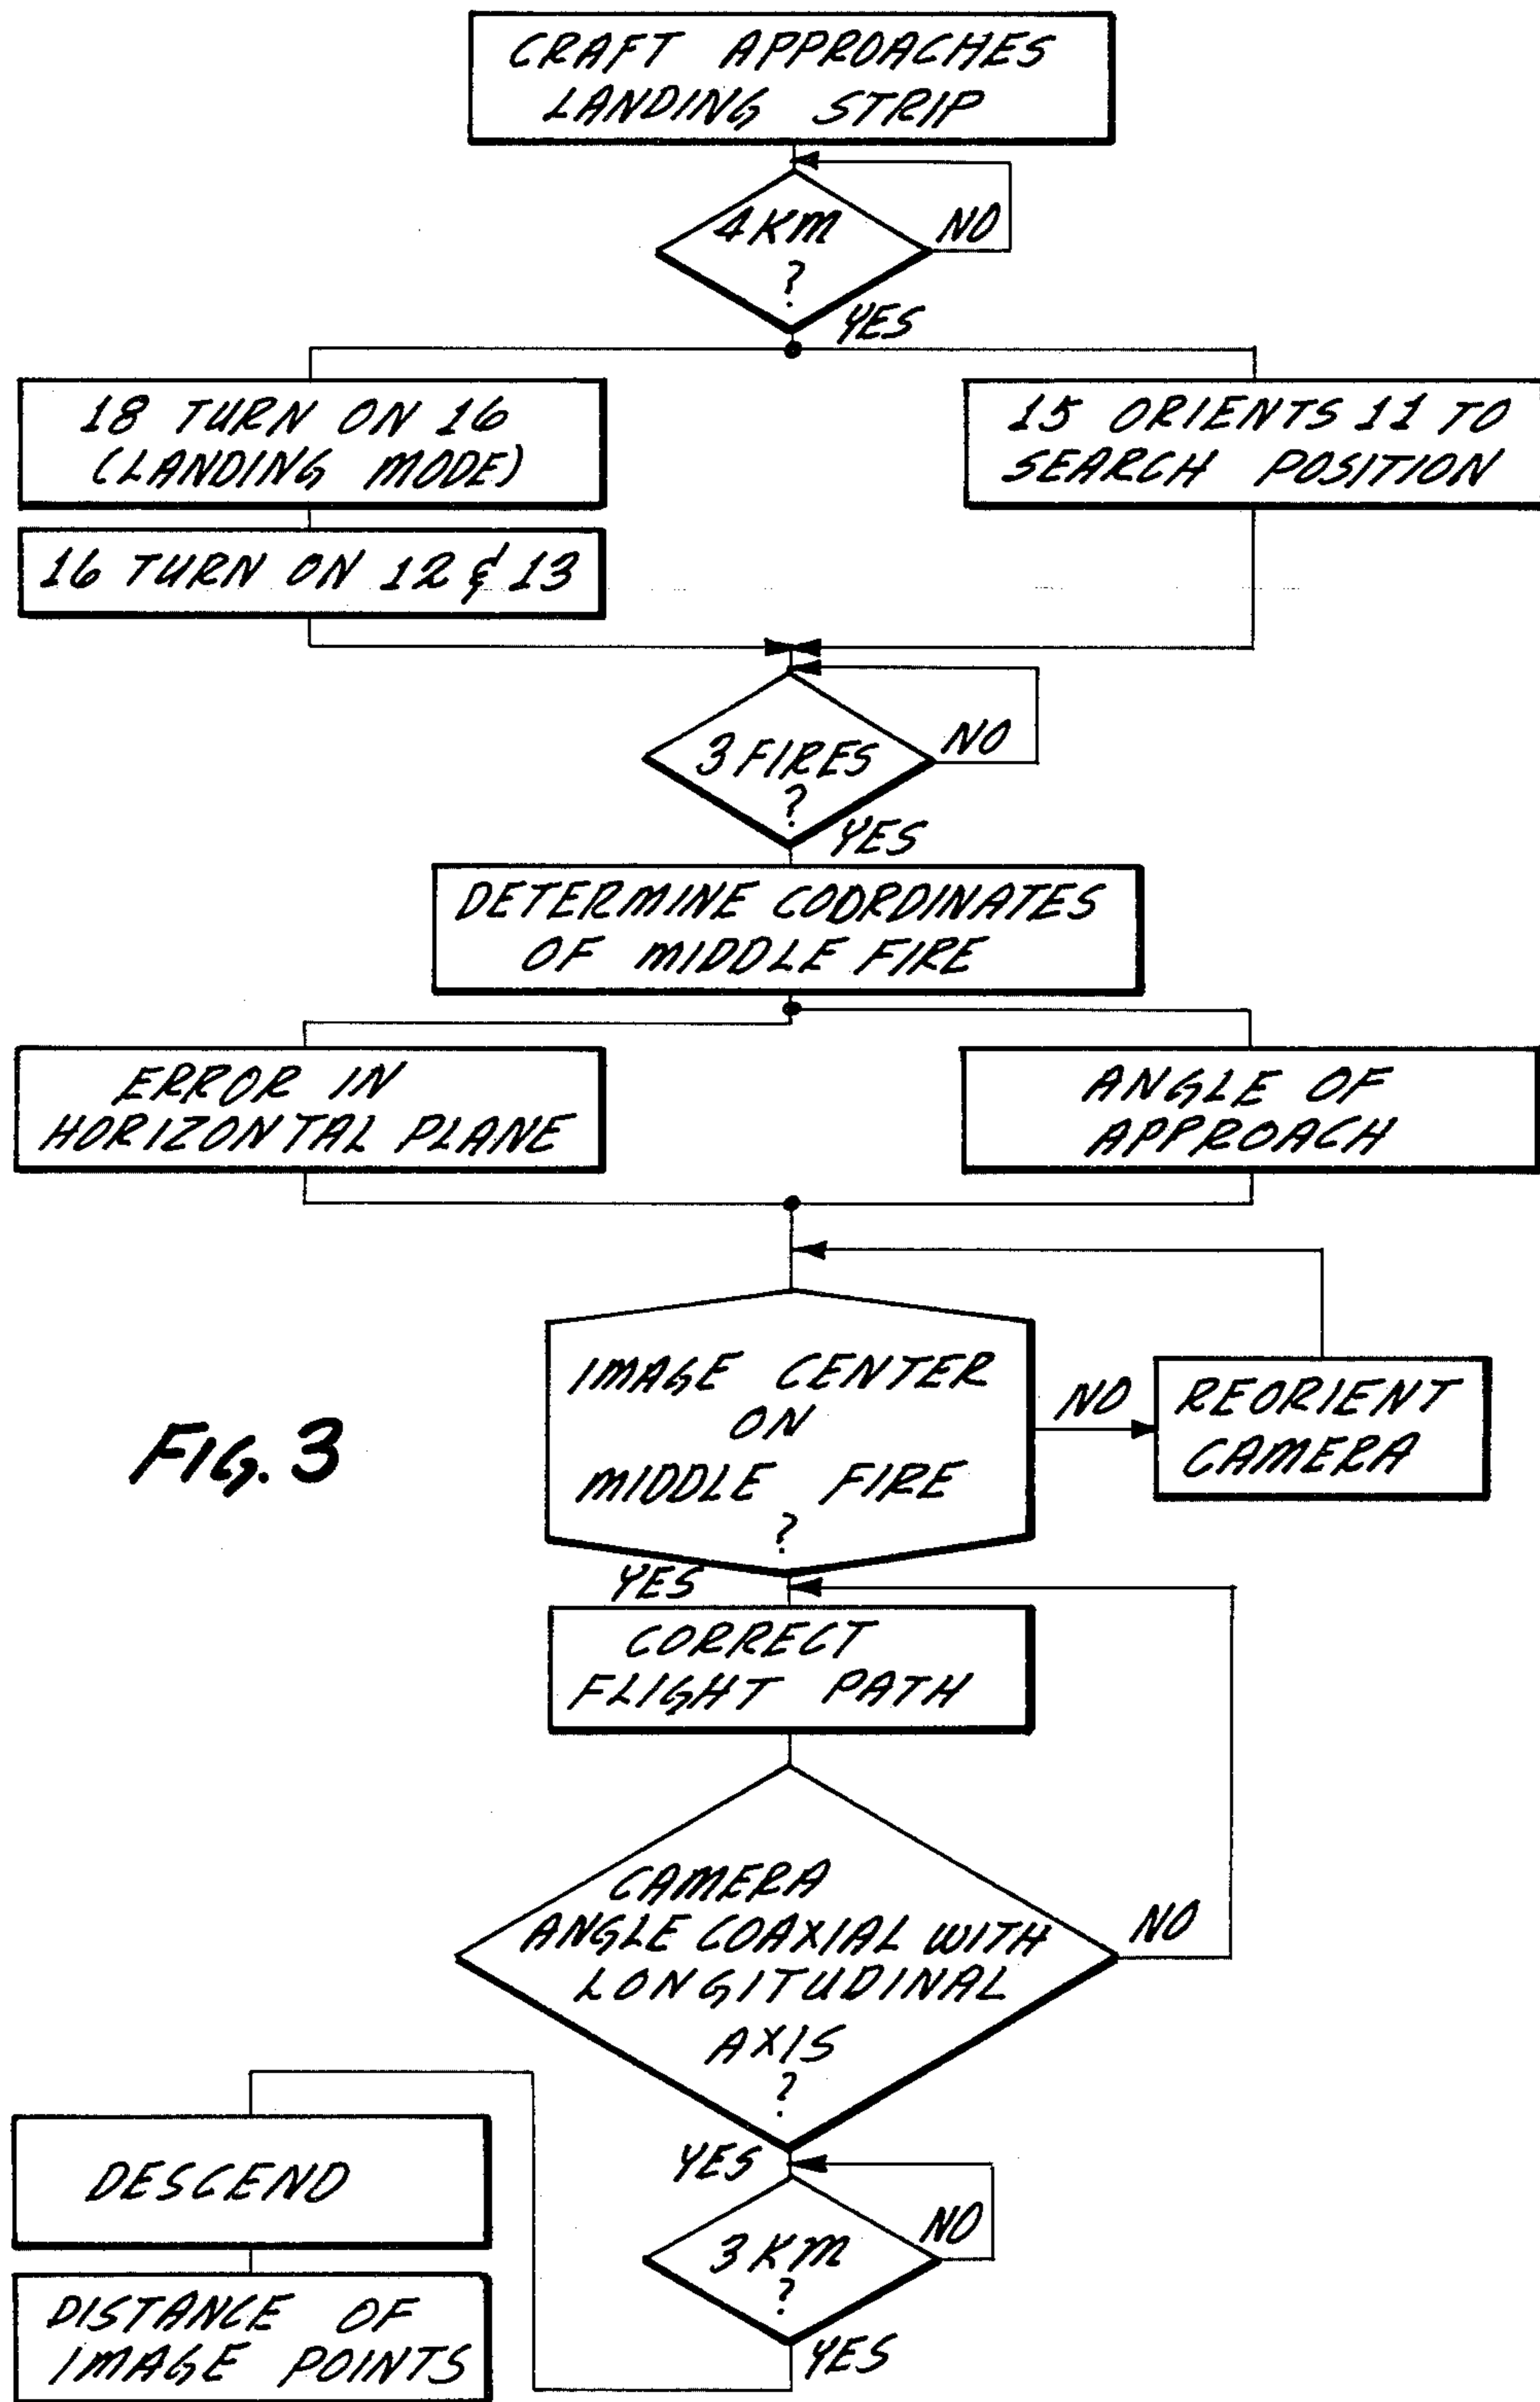 CRAFT APPROACHES
LANDING STRIP
4 KM
?
NO
YES
18 TURN ON 16
(LANDING MODE)
15 ORIENTS 11 TO
SEARCH POSITION
16 TURN ON 12 & 13
3 FIRES
?
NO
YES
DETERMINE COORDINATES
OF MIDDLE FIRE
ERROR IN
HORIZONTAL PLANE
ANGLE OF
APPROACH
IMAGE CENTER
ON
MIDDLE FIRE
?
NO
REORIENT
CAMERA
FIG. 3
YES
CORRECT
FLIGHT PATH
CAMERA
ANGLE COAXIAL WITH
LONGITUDINAL
AXIS
?
NO
YES
3 KM
?
NO
YES
DESCEND
DISTANCE OF
IMAGE POINTS